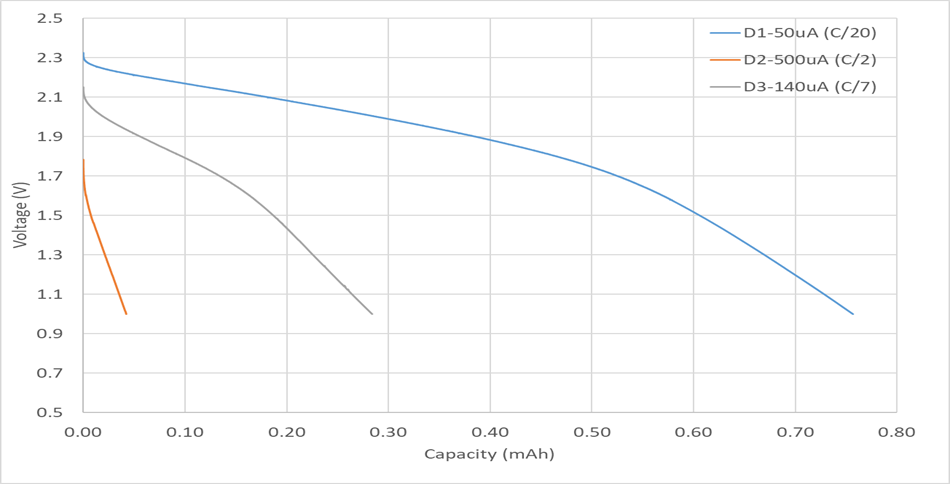 2.5
2.3
2.1
1.9
1.7
1.5
1.3
1.1
0.9
0.7
0.5
Voltage (V)
D1-50uA (C/20)
D2-500uA (C/2)
D3-140uA (C/7)
0.00 0.10 0.20 0.30 0.40 0.50 0.60 0.70 0.80
Capacity (mAh)